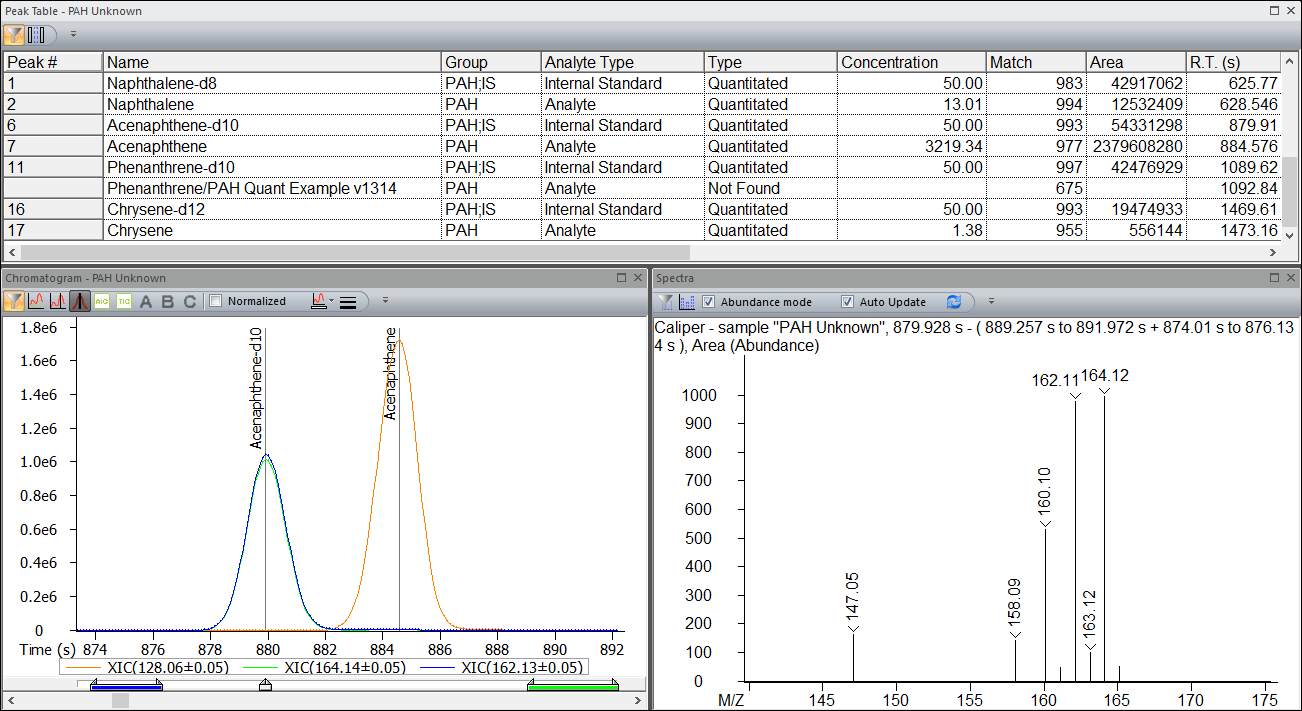 Peak Table - PAH Unknown
Peak # Name Group Analyte Type Type Concentration Match Area R.T. (s)
1 Naphthalene-d8 PAH;IS Internal Standard Quantitated 50.00 983 42917062 625.77
2 Naphthalene PAH Analyte Quantitated 13.01 994 12532409 628.546
6 Acenaphthene-d10 PAH;IS Internal Standard Quantitated 50.00 993 54331298 879.91
7 Acenaphthene PAH Analyte Quantitated 3219.34 977 2379608280 884.576
11 Phenanthrene-d10 PAH;IS Internal Standard Quantitated 50.00 997 42476929 1089.62
Phenanthrene/PAH Quant Example v1314 PAH Analyte Not Found 675 1092.84
16 Chrysene-d12 PAH;IS Internal Standard Quantitated 50.00 993 19474933 1469.61
17 Chrysene PAH Analyte Quantitated 1.38 955 556144 1473.16
Chromatogram - PAH Unknown
AIC TIC A B C Normalized
1.8e6
1.6e6
1.4e6
1.2e6
1.0e6
0.8e6
0.6e6
0.4e6
0.2e6
0
Acenaphthene-d10
Acenaphthene
Time (s) 874 876 878 880 882 884 886 888 890 892
XIC(128.06±0.05) XIC(164.14±0.05) XIC(162.13±0.05)
Spectra
Abundance mode Auto Update
Caliper - sample "PAH Unknown", 879.928 s - ( 889.257 s to 891.972 s + 874.01 s to 876.13
4 s ), Area (Abundance)
1000
900
800
700
600
500
400
300
200
100
0
147.05
158.09
160.10
162.11
163.12
164.12
M/Z 145 150 155 160 165 170 175